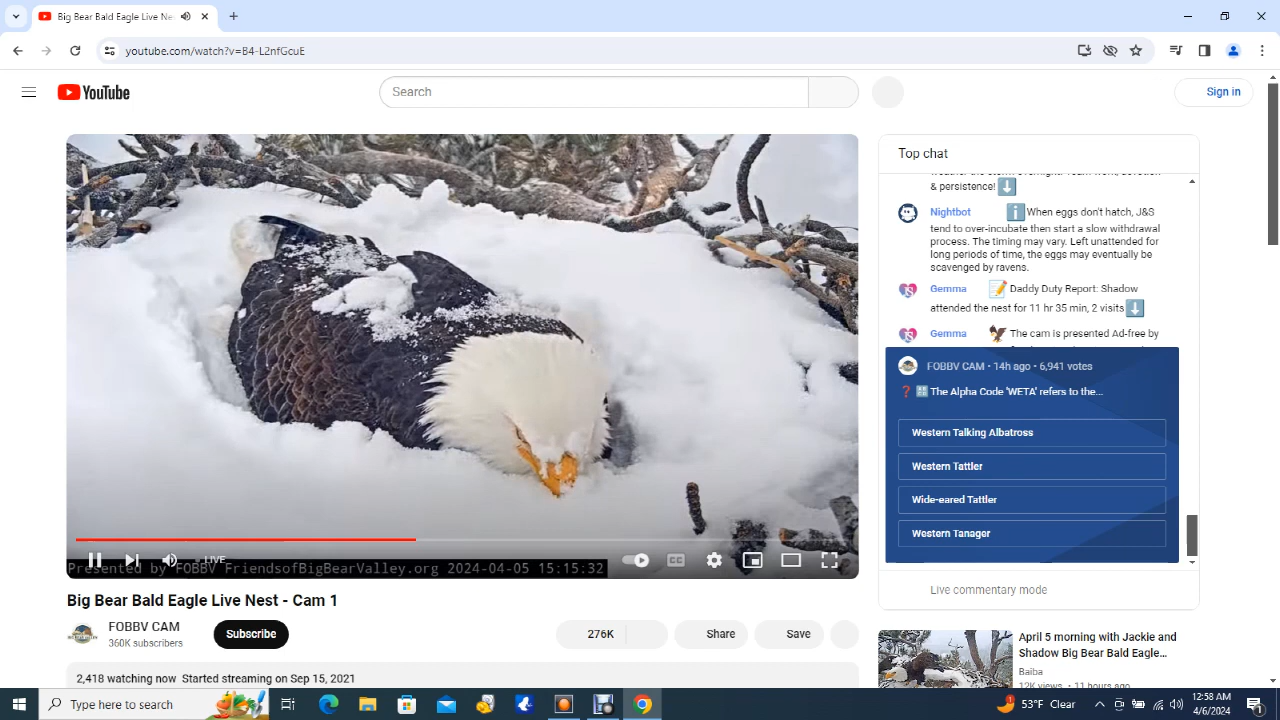 Big Bear Bald Eagle Live Ne
youtube.com/watch?v=B4-L2nfGcuE
YouTube
Search
Sign in
Top chat
& persistence! ⬇️
Nightbot ℹ️When eggs don't hatch, J&S
tend to over-incubate then start a slow withdrawal
process. The timing may vary. Left unattended for
long periods of time, the eggs may eventually be
scavenged by ravens.
Gemma 📝 Daddy Duty Report: Shadow
attended the nest for 11 hr 35 min, 2 visits⬇️
Gemma 🦅 The cam is presented Ad-free by
FOBBV CAM • 14h ago • 6,941 votes
❓ 🔠 The Alpha Code 'WETA' refers to the...
Western Talking Albatross
Western Tattler
Wide-eared Tattler
Western Tanager
Live commentary mode
LIVE
CC
Presented by FOBBV FriendsofBigBearValley.org 2024-04-05 15:15:32
Big Bear Bald Eagle Live Nest - Cam 1
FOBBV CAM
360K subscribers
Subscribe
276K
Share
Save
2,418 watching now Started streaming on Sep 15, 2021
April 5 morning with Jackie and
Shadow Big Bear Bald Eagle...
Baiba
12K views • 11 hours ago
Type here to search
53°F Clear
12:58 AM
4/6/2024
1